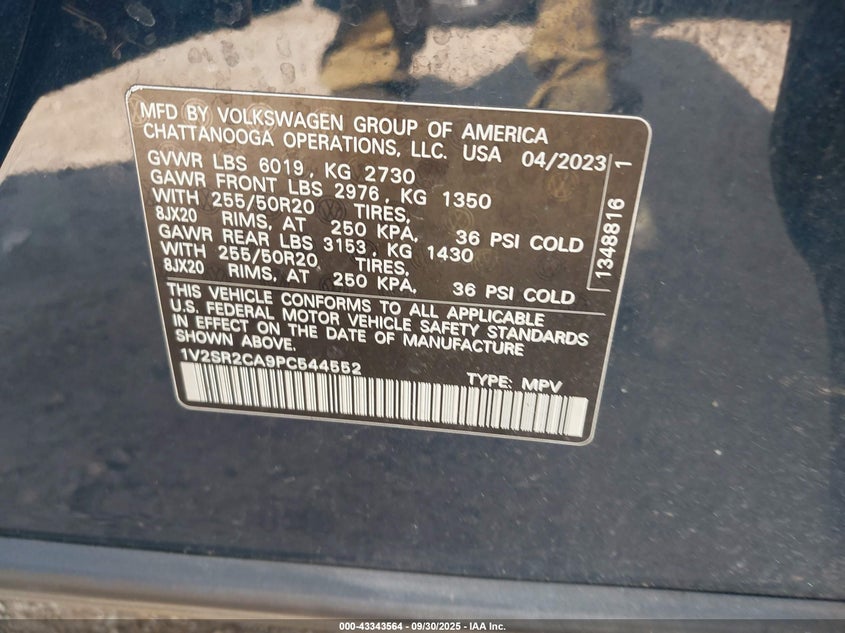 MFD BY VOLKSWAGEN GROUP OF AMERICA
CHATTANOOGA OPERATIONS, LLC. USA 04/2023
GVWR LBS 6019, KG 2730
GAWR FRONT LBS 2976, KG 1350
WITH 255/50R20 TIRES,
8JX20 RIMS, AT 250 KPA, 36 PSI COLD
GAWR REAR LBS 3153, KG 1430
WITH 255/50R20 TIRES,
8JX20 RIMS, AT 250 KPA, 36 PSI COLD
THIS VEHICLE CONFORMS TO ALL APPLICABLE
U.S. FEDERAL MOTOR VEHICLE SAFETY STANDARDS
IN EFFECT ON THE DATE OF MANUFACTURE
SHOWN ABOVE.
1V2SR2CA9PC544552 TYPE: MPV
1348816 1
000-43343564 - 09/30/2025 - IAA Inc.